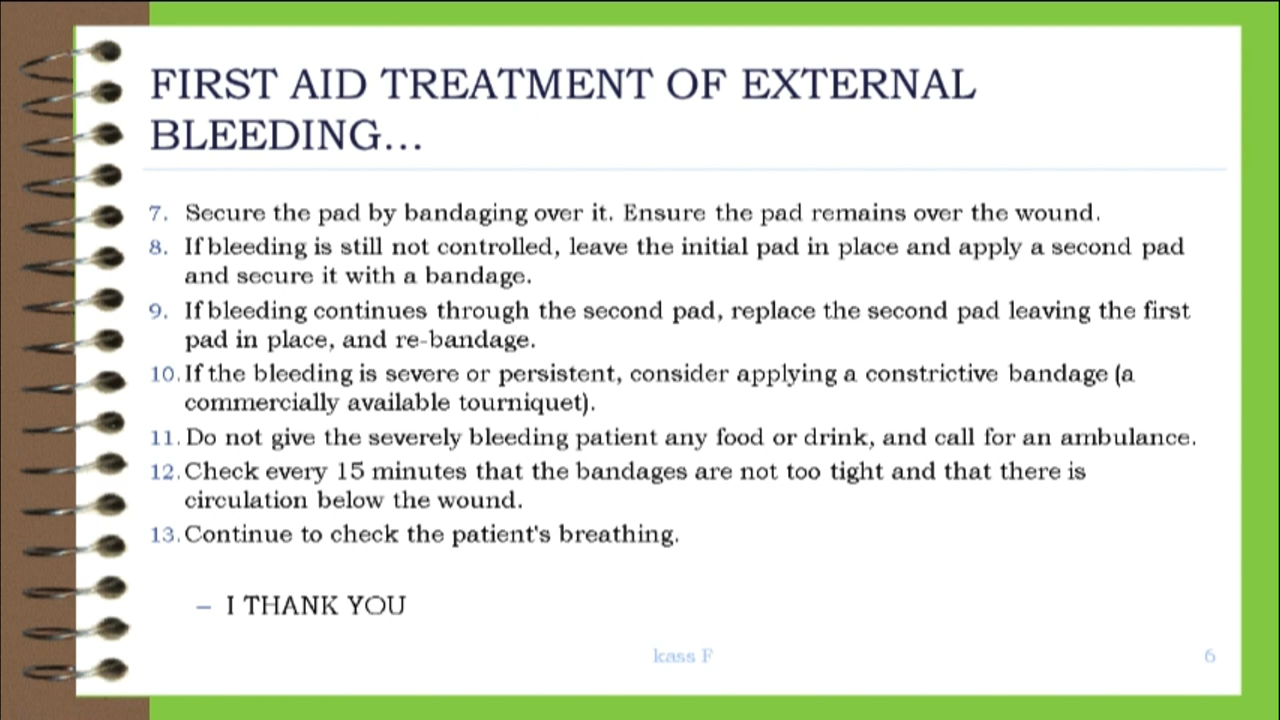 FIRST AID TREATMENT OF EXTERNAL
BLEEDING...
7. Secure the pad by bandaging over it. Ensure the pad remains over the wound.
8. If bleeding is still not controlled, leave the initial pad in place and apply a second pad
and secure it with a bandage.
9. If bleeding continues through the second pad, replace the second pad leaving the first
pad in place, and re-bandage.
10. If the bleeding is severe or persistent, consider applying a constrictive bandage (a
commercially available tourniquet).
11. Do not give the severely bleeding patient any food or drink, and call for an ambulance.
12. Check every 15 minutes that the bandages are not too tight and that there is
circulation below the wound.
13. Continue to check the patient's breathing.
– I THANK YOU
kass F
6